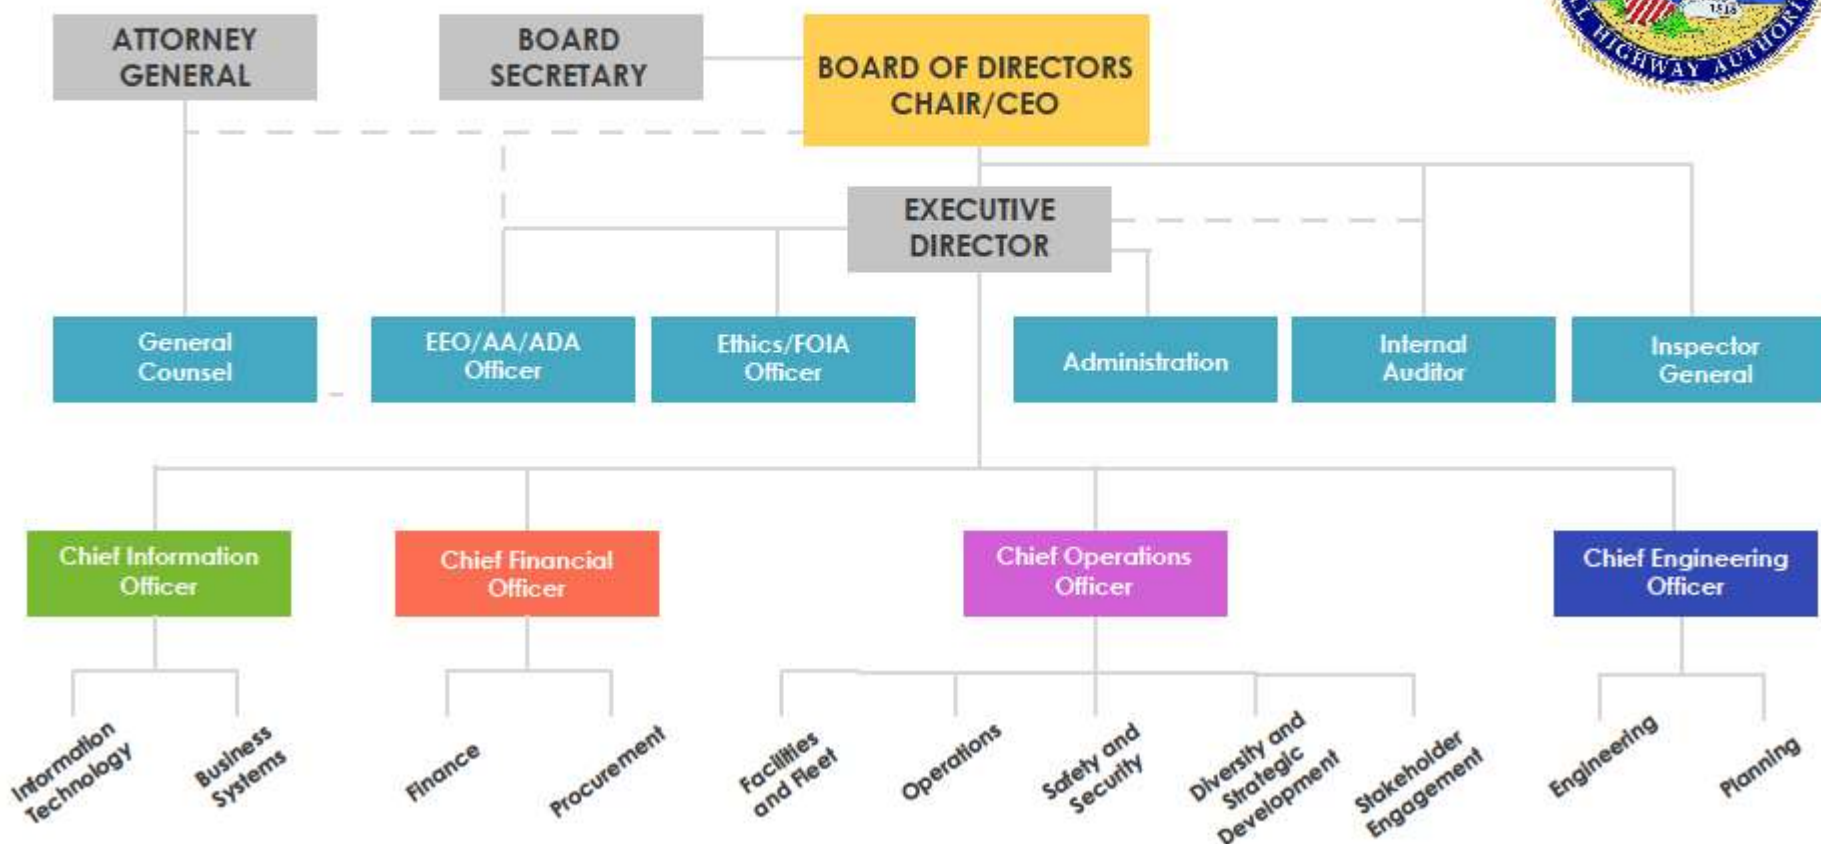 ATTORNEY
GENERAL
BOARD
SECRETARY
BOARD OF DIRECTORS
CHAIR/CEO
1818
HIGHWAY AUTHORI
EXECUTIVE
DIRECTOR
General
Counsel
EEO/AA/ADA
Officer
Ethics/FOIA
Officer
Administration
Internal
Auditor
Inspector
General
Chief Information
Officer
Chief Financial
Officer
Chief Operations
Officer
Chief Engineering
Officer
Information
Technology
Business
Systems
Finance
Procurement
Facilities
and Fleet
Operations
Safety and
Security
Diversity and
Strategic
Development
Stakeholder
Engagement
Engineering
Planning